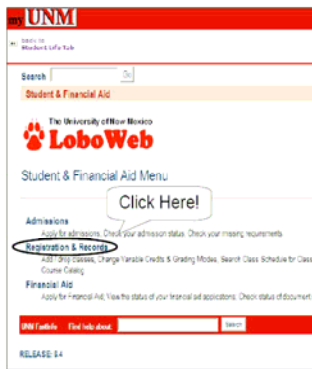 my UNM
BACK TO
Student Life Tab
Search Go
Student & Financial Aid
The University of New Mexico
LoboWeb
Student & Financial Aid Menu
Click Here!
Admissions
Apply for admissions, Check your admission status. Check your missing requirements.
Registration & Records
Add / drop classes, Change Variable Credits & Grading Modes, Search Class Schedule for Class
Course Catalog
Financial Aid
Apply for Financial Aid, View the status of your financial aid applications, Check status of document
UNM FastInfo Find help about: Search
RELEASE: 8.4